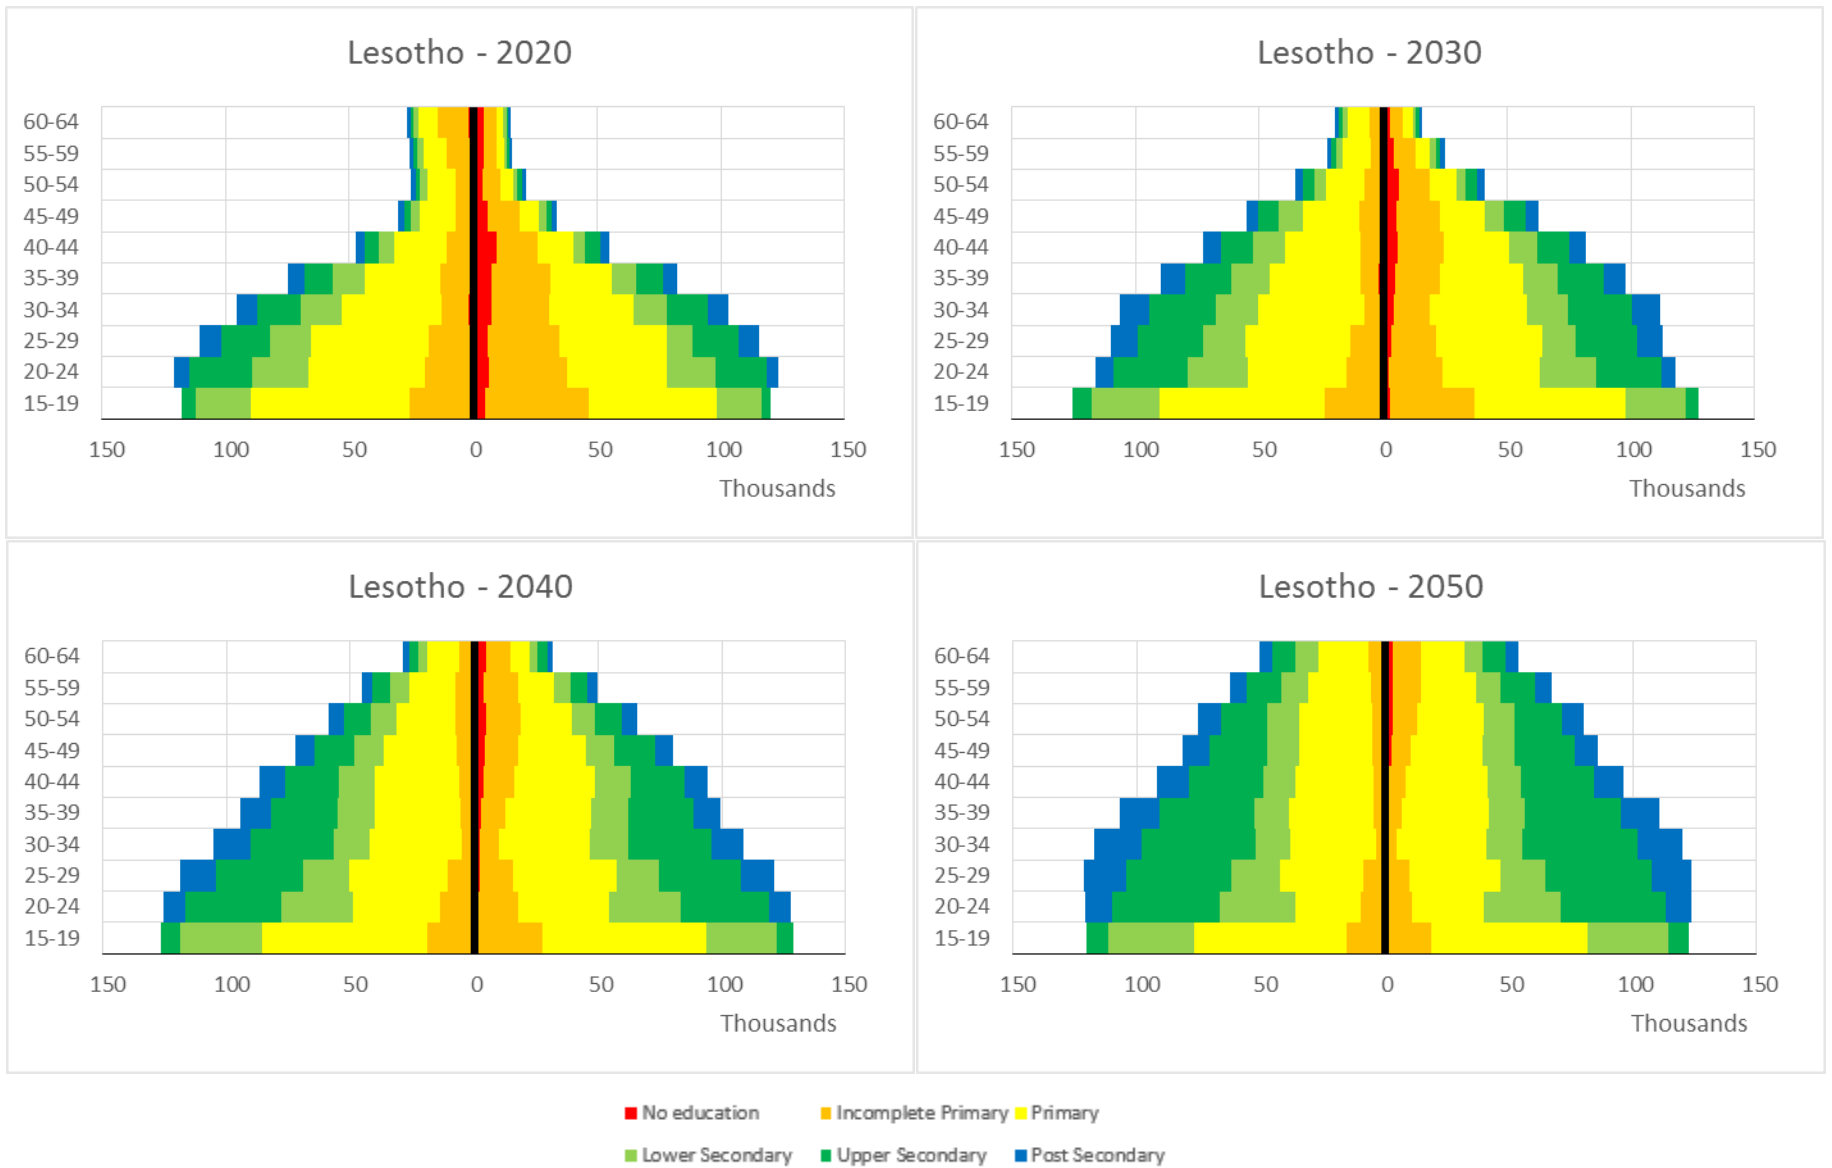 Lesotho - 2020
60-64
55-59
50-54
45-49
40-44
35-39
30-34
25-29
20-24
15-19
150 100 50 0 50 100 150
Thousands
Lesotho - 2030
60-64
55-59
50-54
45-49
40-44
35-39
30-34
25-29
20-24
15-19
150 100 50 0 50 100 150
Thousands
Lesotho - 2040
60-64
55-59
50-54
45-49
40-44
35-39
30-34
25-29
20-24
15-19
150 100 50 0 50 100 150
Thousands
Lesotho - 2050
60-64
55-59
50-54
45-49
40-44
35-39
30-34
25-29
20-24
15-19
150 100 50 0 50 100 150
Thousands
No education Incomplete Primary Primary
Lower Secondary Upper Secondary Post Secondary